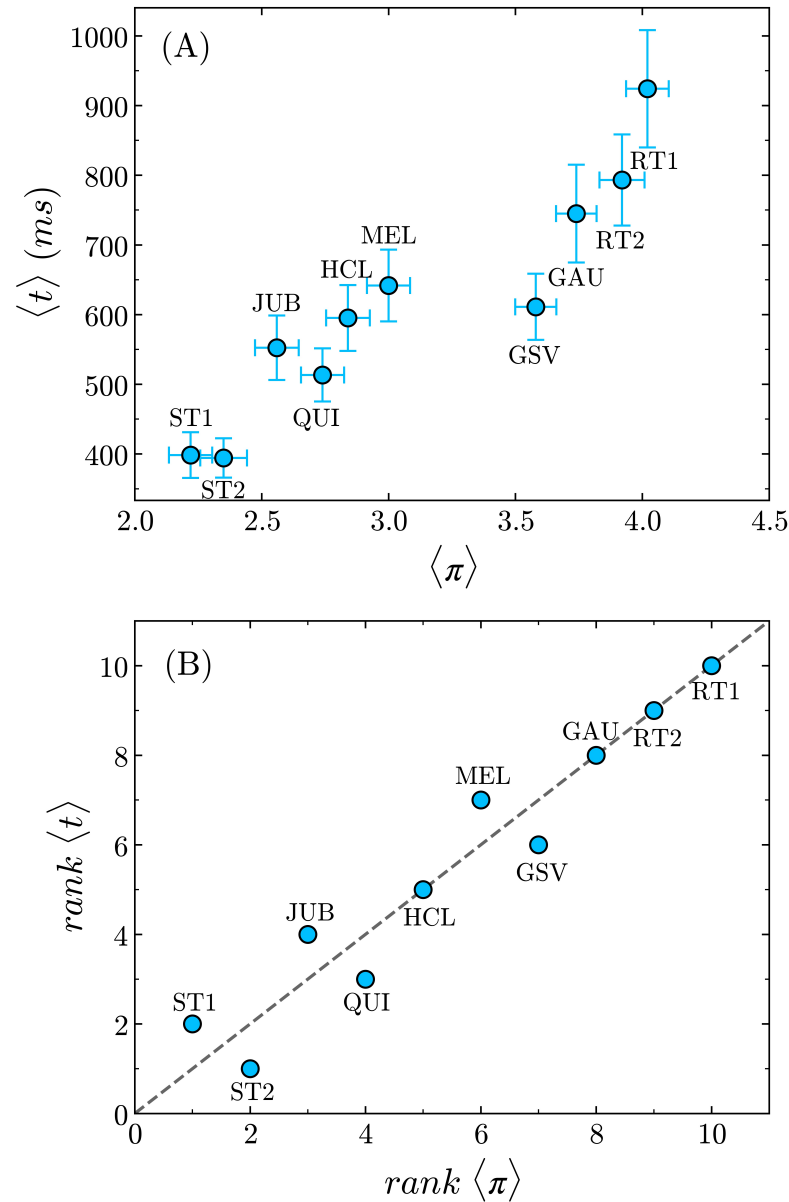 (A)
1000
900
800
700
600
500
400
⟨t⟩ (ms)
RT1
RT2
MEL
HCL
GAU
JUB
GSV
ST1
QUI
ST2
2.0 2.5 3.0 3.5 4.0 4.5
⟨π⟩
(B)
10
8
6
4
2
0
rank ⟨t⟩
RT1
GAU
RT2
MEL
GSV
JUB
HCL
ST1
QUI
ST2
0 2 4 6 8 10
rank ⟨π⟩